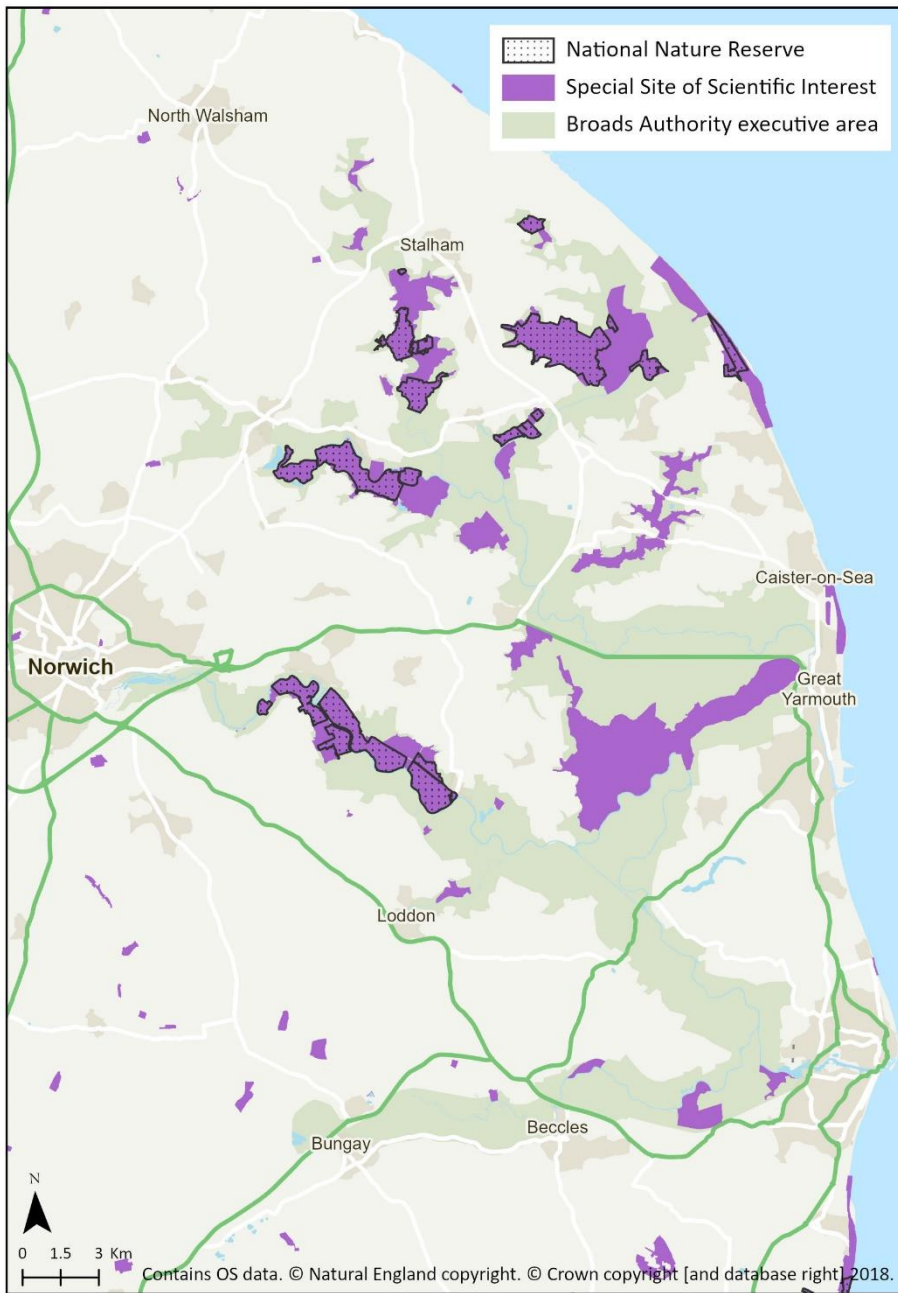 National Nature Reserve
Special Site of Scientific Interest
Broads Authority executive area
North Walsham
Stalham
Caister-on-Sea
Norwich
Great
Yarmouth
Loddon
Beccles
Bungay
N
0 1.5 3 Km
Contains OS data. © Natural England copyright. © Crown copyright [and database right] 2018.